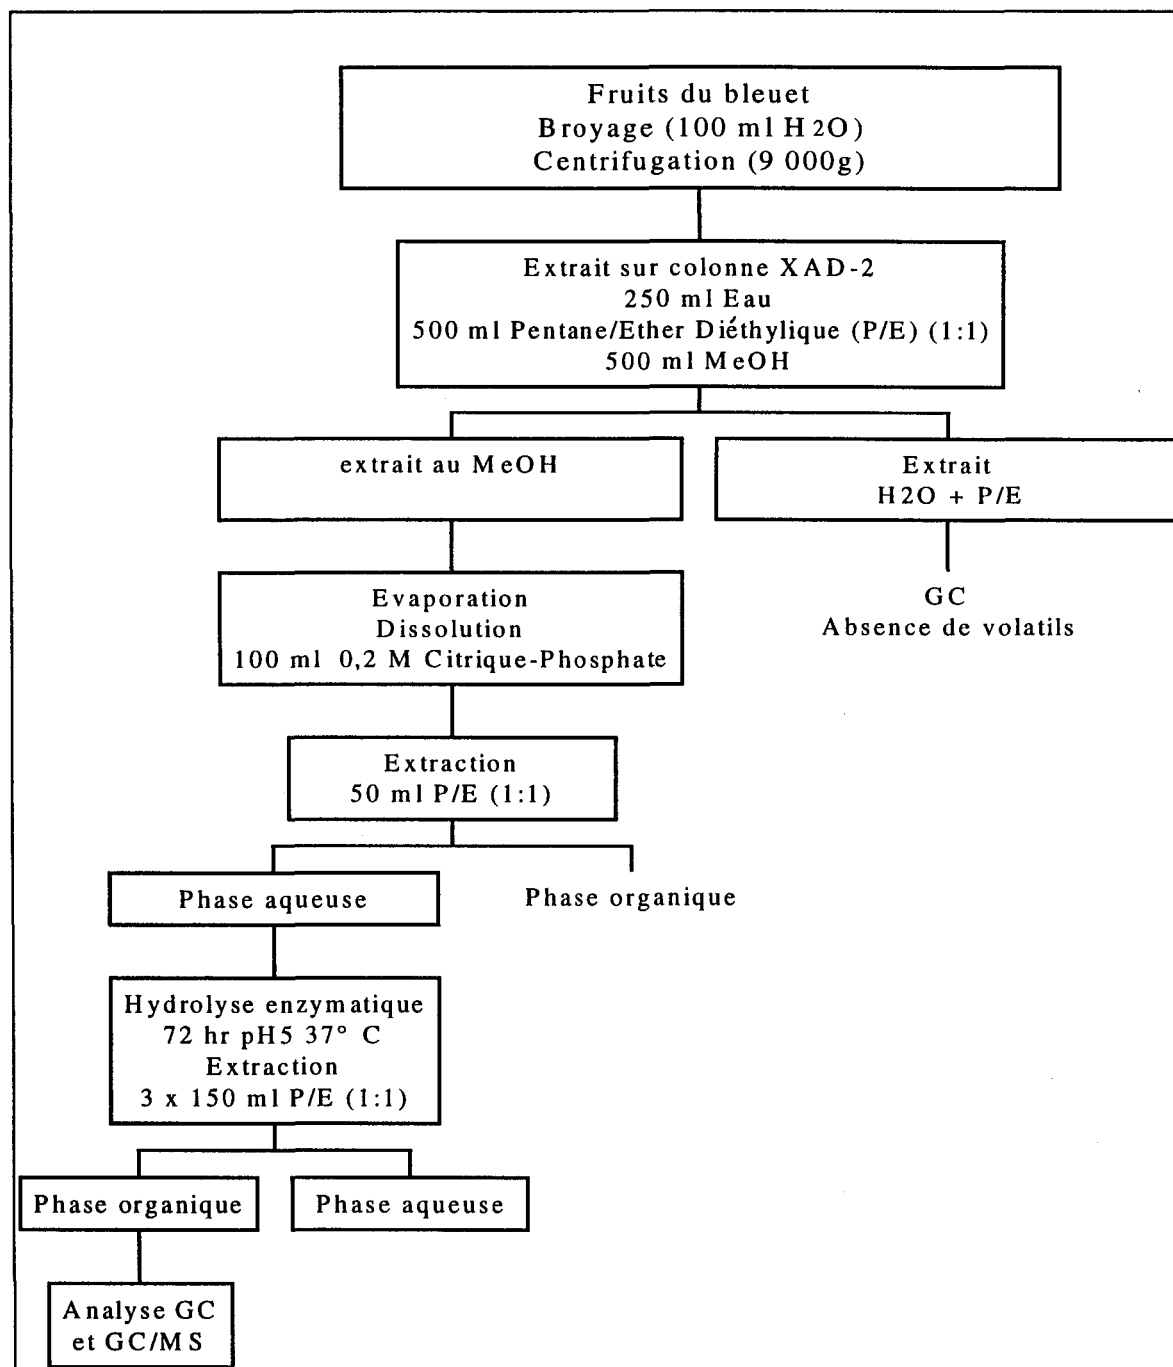 Fruits du bleuet
Broyage (100 ml H2O)
Centrifugation (9 000g)
Extrait sur colonne XAD-2
250 ml Eau
500 ml Pentane/Ether Diéthylique (P/E) (1:1)
500 ml MeOH
extrait au MeOH
Extrait
H2O + P/E
Evaporation
Dissolution
100 ml 0,2 M Citrique-Phosphate
GC
Absence de volatils
Extraction
50 ml P/E (1:1)
Phase aqueuse
Phase organique
Hydrolyse enzymatique
72 hr pH5 37° C
Extraction
3 x 150 ml P/E (1:1)
Phase organique
Phase aqueuse
Analyse GC
et GC/MS